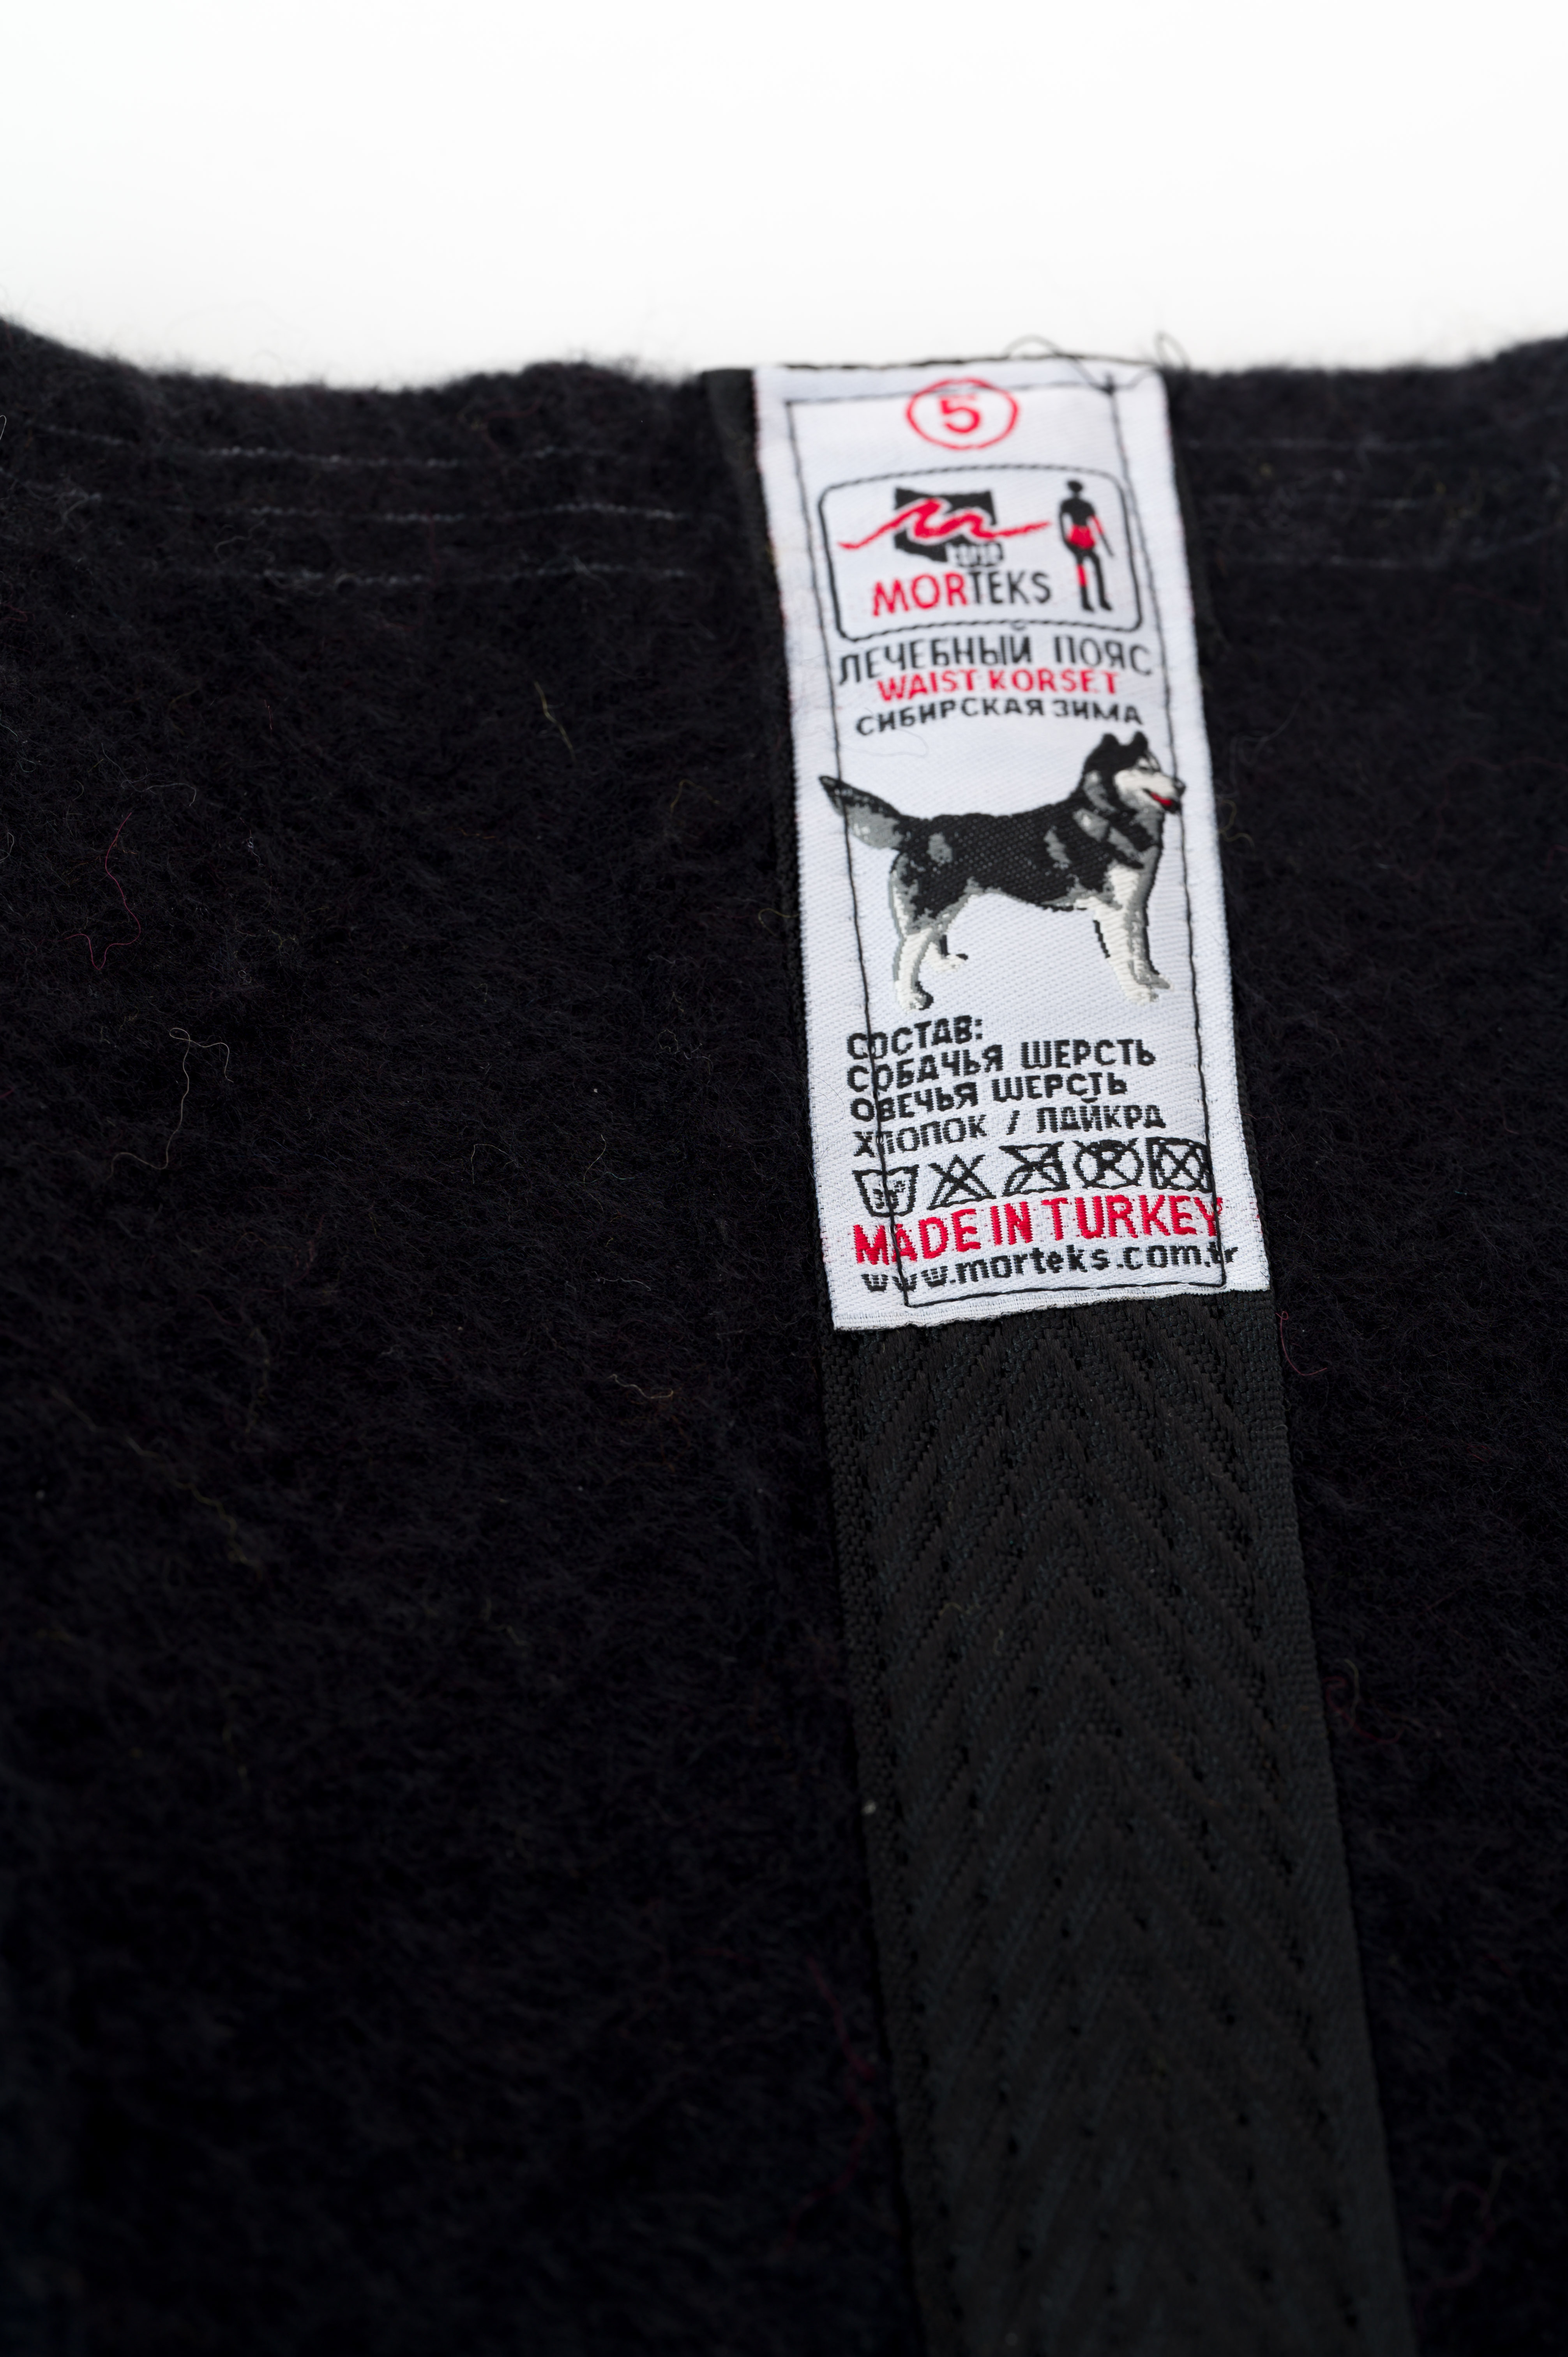 5
MORTEKS
ЛЕЧЕБНЫЙ ПОЯС
WAIST KORSET
СИБИРСКАЯ ЗИМА
СОСТАВ:
СОБАЧЬЯ ШЕРСТЬ
ОВЕЧЬЯ ШЕРСТЬ
ХЛОПОК / ЛАЙКРА
30° P
MADE IN TURKEY
www.morteks.com.tr